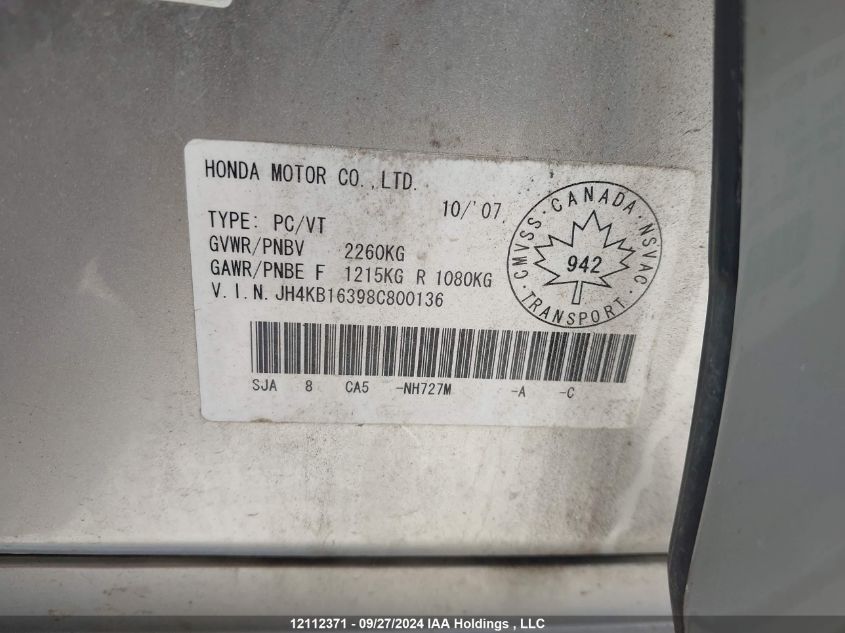 HONDA MOTOR CO.,LTD.
10/'07
TYPE: PC/VT
GVWR/PNBV 2260KG
GAWR/PNBE F 1215KG R 1080KG
V.I.N. JH4KB16398C800136
CMVSS · CANADA · NSVAC · TRANSPORT ·
942
SJA 8 CA5 -NH727M -A -C
12112371 - 09/27/2024 IAA Holdings , LLC